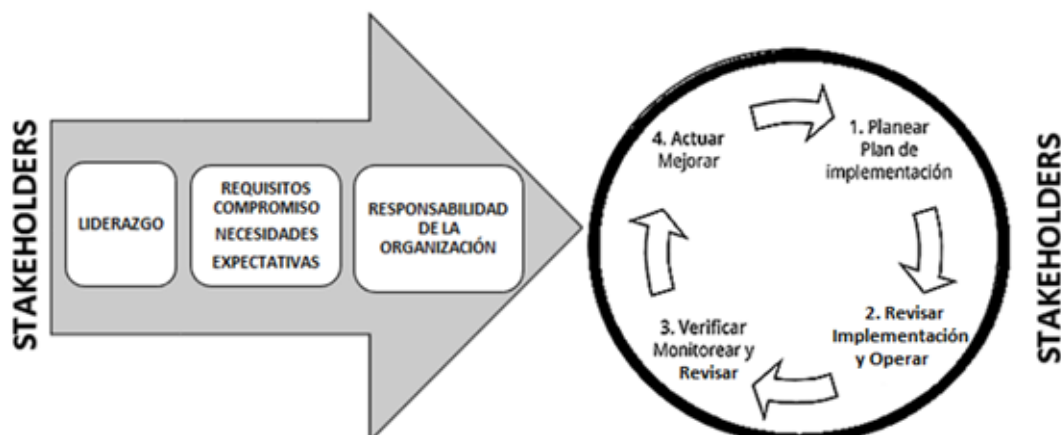 STAKEHOLDERS
LIDERAZGO
REQUISITOS
COMPROMISO
NECESIDADES
EXPECTATIVAS
RESPONSABILIDAD
DE LA
ORGANIZACIÓN
4. Actuar
Mejorar
1. Planear
Plan de
implementación
3. Verificar
Monitorear y
Revisar
2. Revisar
Implementación
y Operar
STAKEHOLDERS